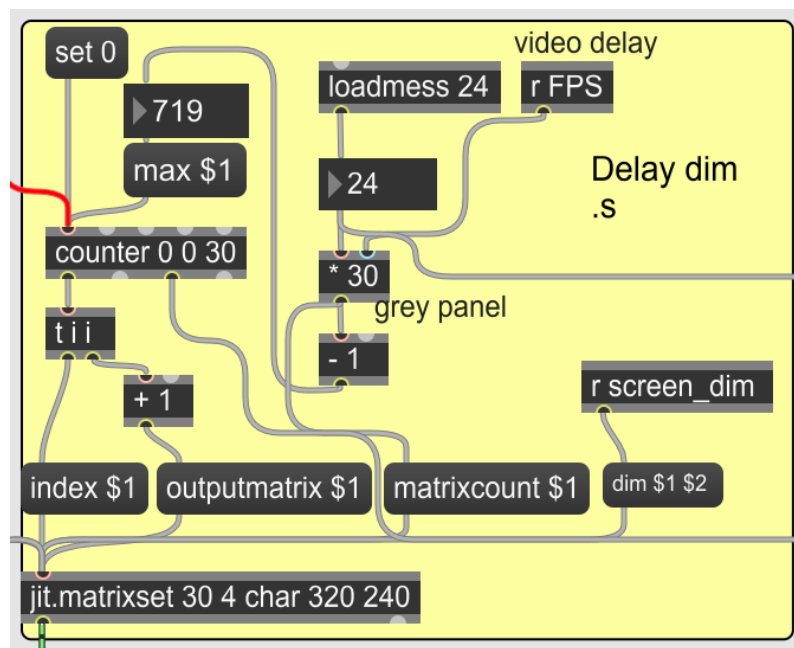 set 0
video delay
loadmess 24
r FPS
719
max $1
24
Delay dim
.s
counter 0 0 30
* 30
grey panel
t i i
- 1
+ 1
r screen_dim
index $1
outputmatrix $1
matrixcount $1
dim $1 $2
jit.matrixset 30 4 char 320 240